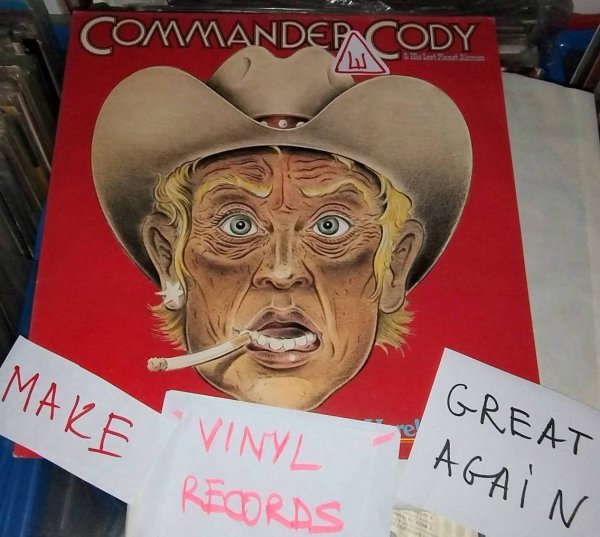 COMMANDER CODY
& His Lost Planet Airmen
MAKE
VINYL
RECORDS
GREAT
AGAiN